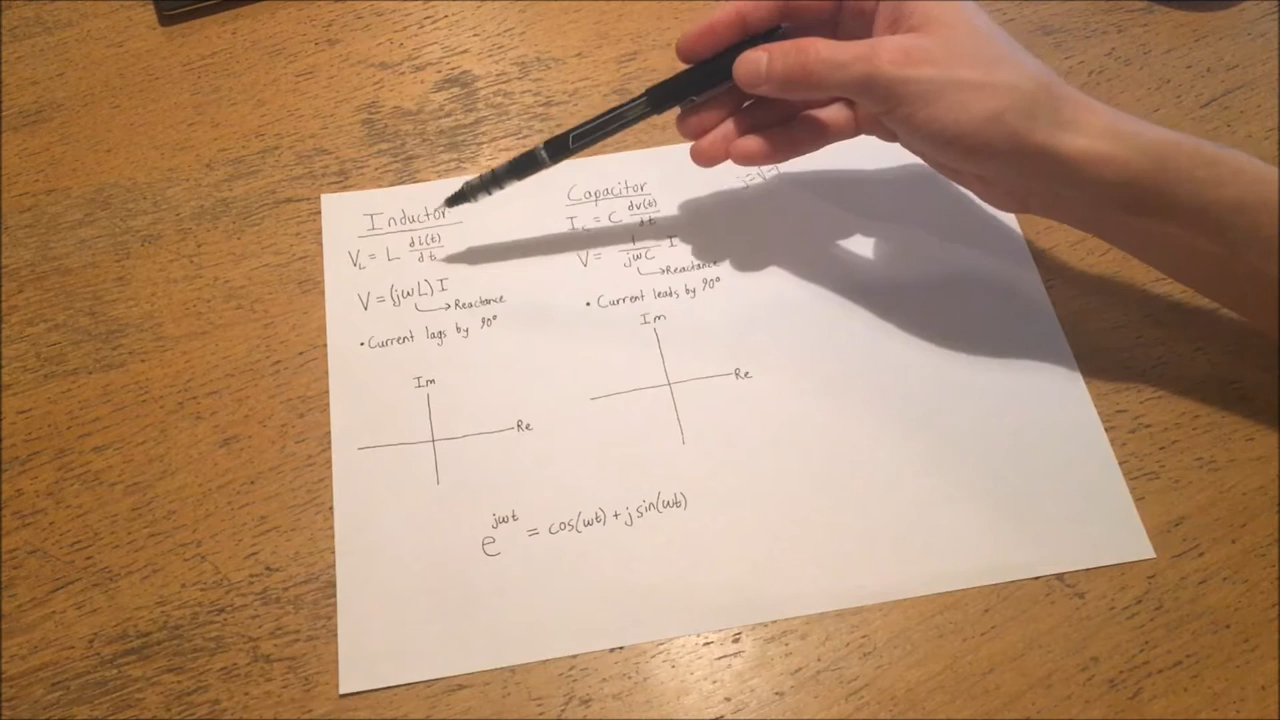 Inductor
V_L = L di(t)/dt
V = (jωL) I
→ Reactance
• Current lags by 90°
Im
Re
Capacitor
I_C = C dv(t)/dt
V = 1/jωC I
→ Reactance
• Current leads by 90°
Im
Re
j=√-1
e^jωt = cos(ωt) + j sin(ωt)